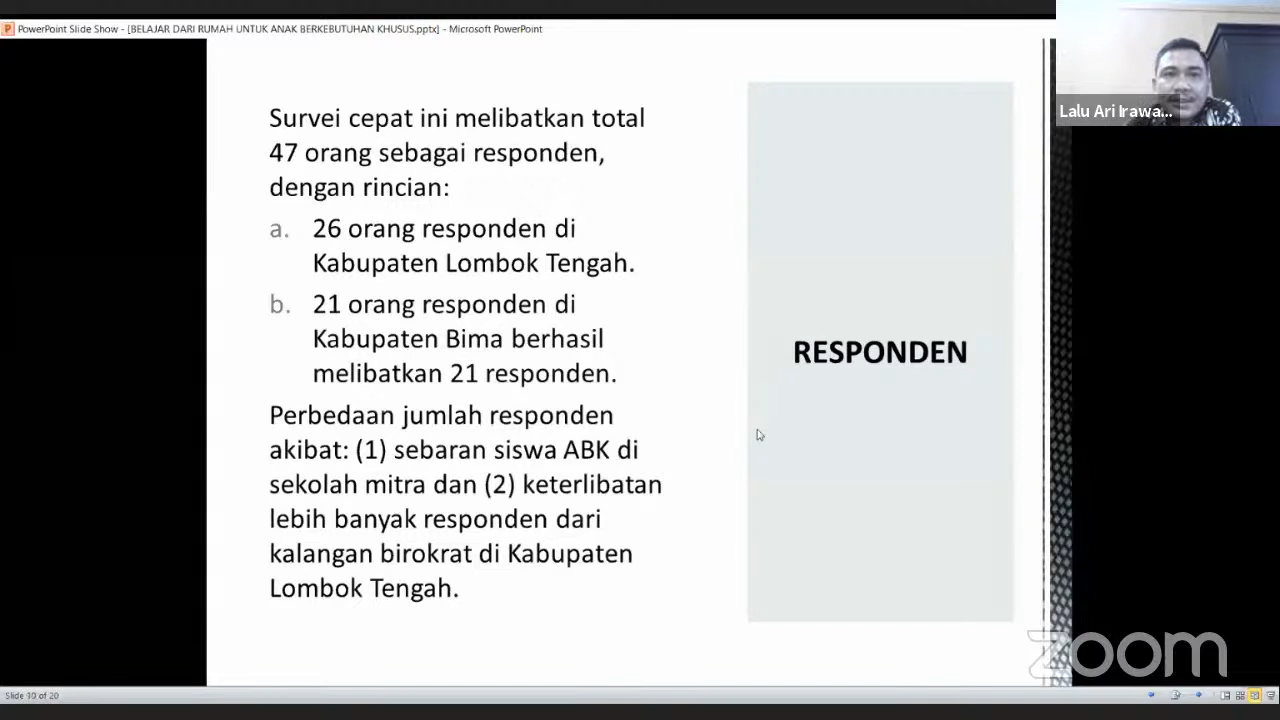 PowerPoint Slide Show - [BELAJAR DARI RUMAH UNTUK ANAK BERKEBUTUHAN KHUSUS.pptx] - Microsoft PowerPoint
Lalu Ari Irawa...
Survei cepat ini melibatkan total
47 orang sebagai responden,
dengan rincian:
a. 26 orang responden di
Kabupaten Lombok Tengah.
b. 21 orang responden di
Kabupaten Bima berhasil
melibatkan 21 responden.
Perbedaan jumlah responden
akibat: (1) sebaran siswa ABK di
sekolah mitra dan (2) keterlibatan
lebih banyak responden dari
kalangan birokrat di Kabupaten
Lombok Tengah.
RESPONDEN
zoom
Slide 10 of 20